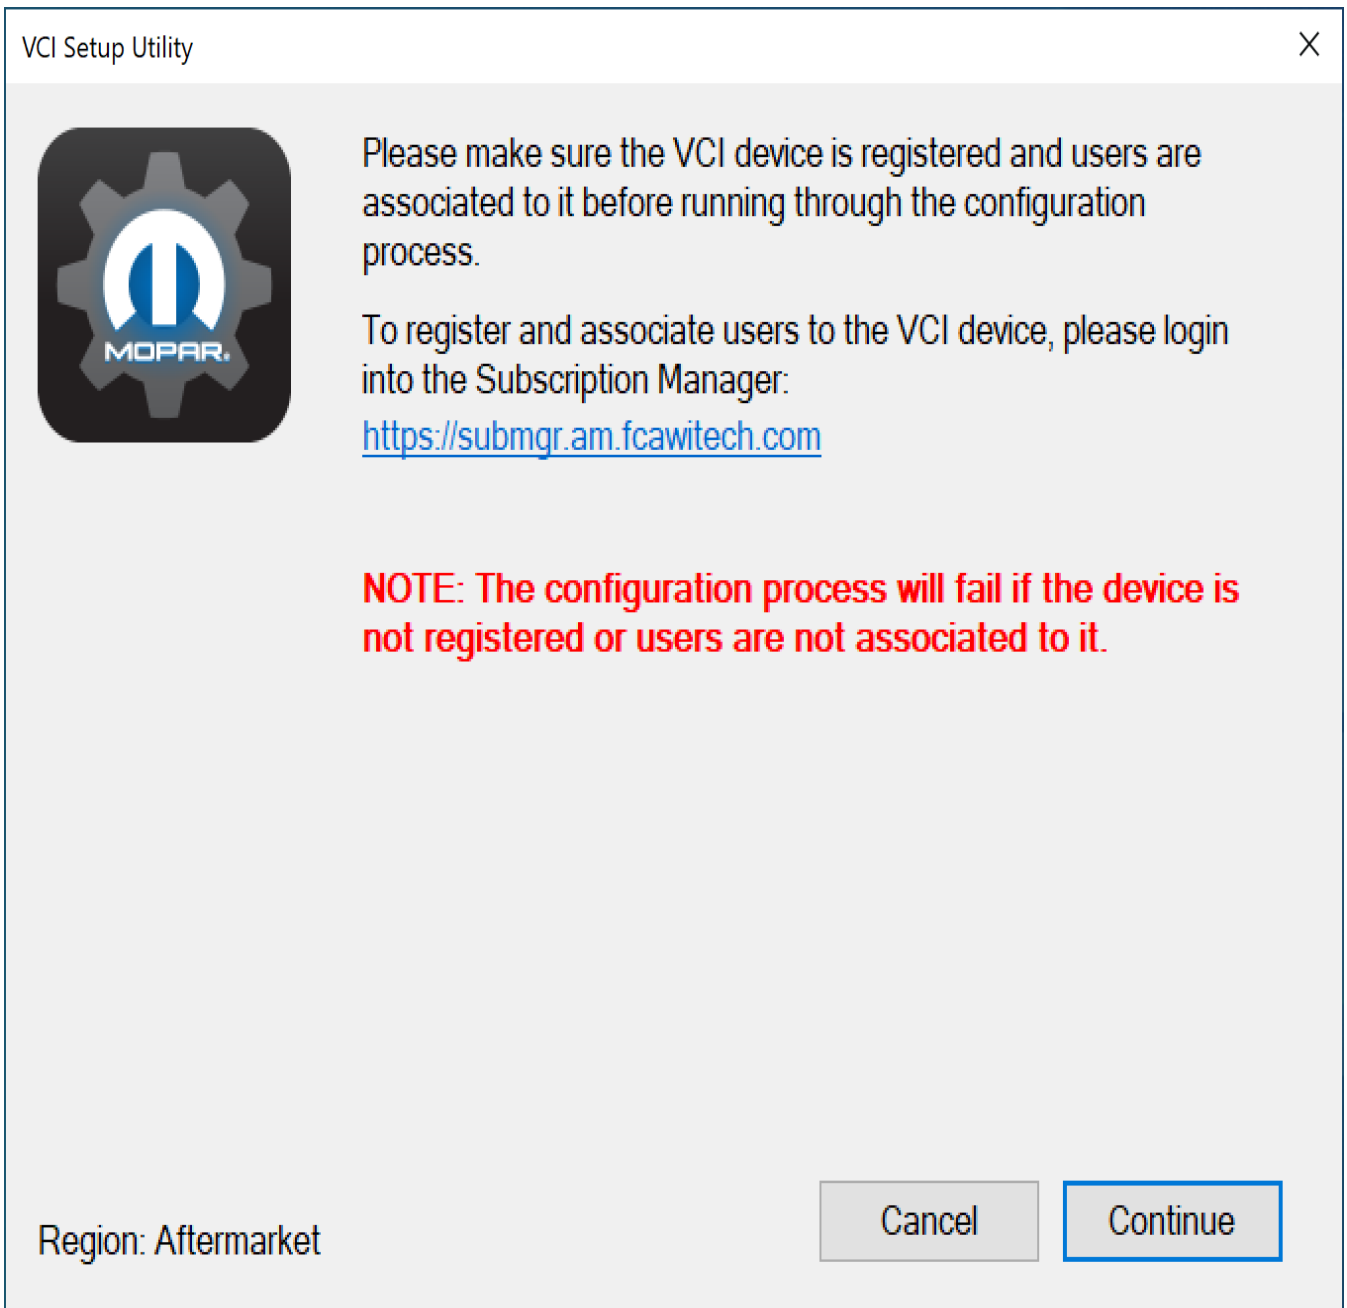 VCI Setup Utility
X
MOPAR.
Please make sure the VCI device is registered and users are
associated to it before running through the configuration
process.
To register and associate users to the VCI device, please login
into the Subscription Manager:
https://submgr.am.fcawitech.com
NOTE: The configuration process will fail if the device is
not registered or users are not associated to it.
Region: Aftermarket
Cancel
Continue